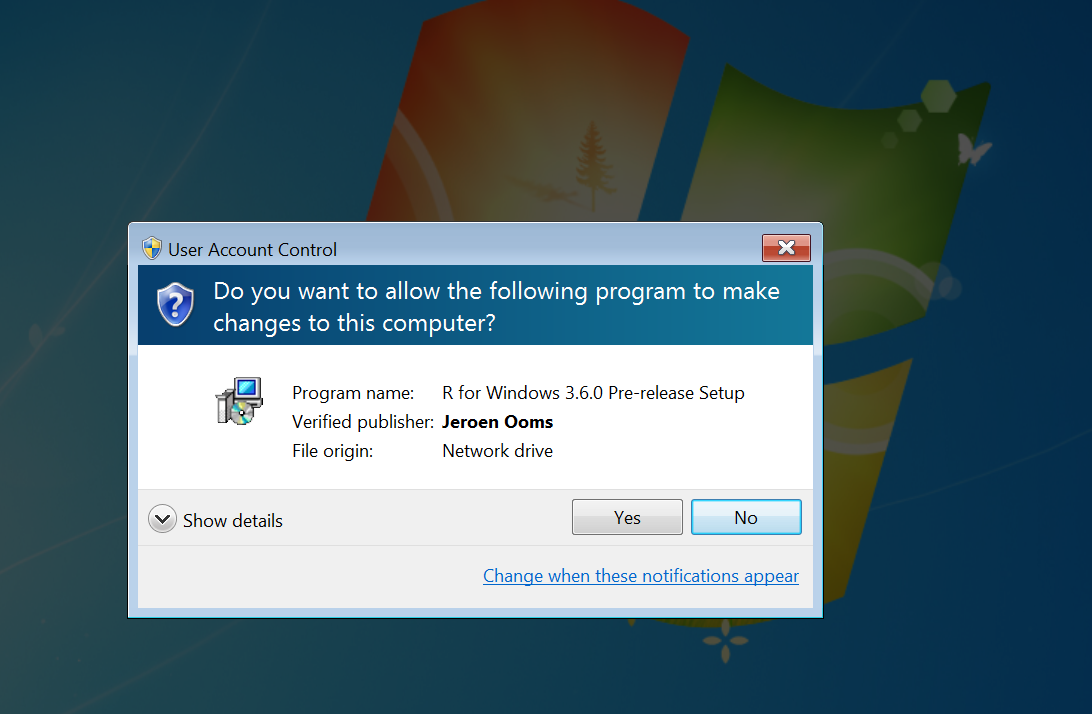 User Account Control
Do you want to allow the following program to make
changes to this computer?
Program name: R for Windows 3.6.0 Pre-release Setup
Verified publisher: Jeroen Ooms
File origin: Network drive
Show details
Yes
No
Change when these notifications appear